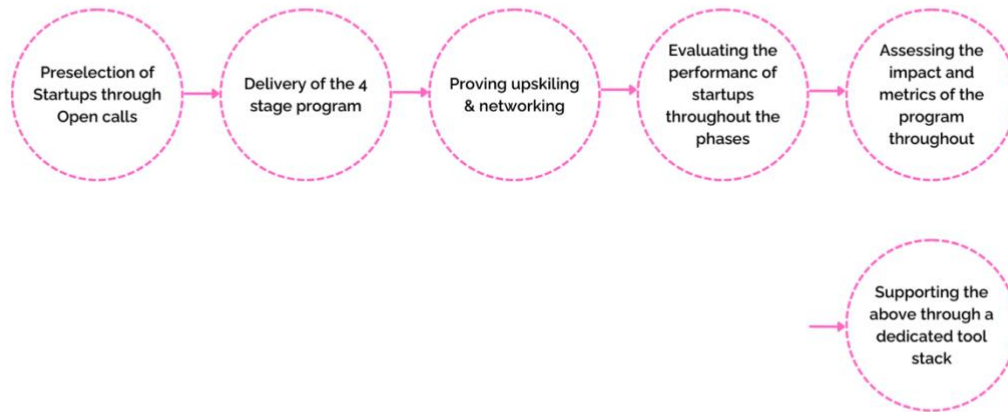 Preselection of
Startups through
Open calls
Delivery of the 4
stage program
Proving upskiling
& networking
Evaluating the
performanc of
startups
throughout the
phases
Assessing the
impact and
metrics of the
program
throughout
Supporting the
above through a
dedicated tool
stack